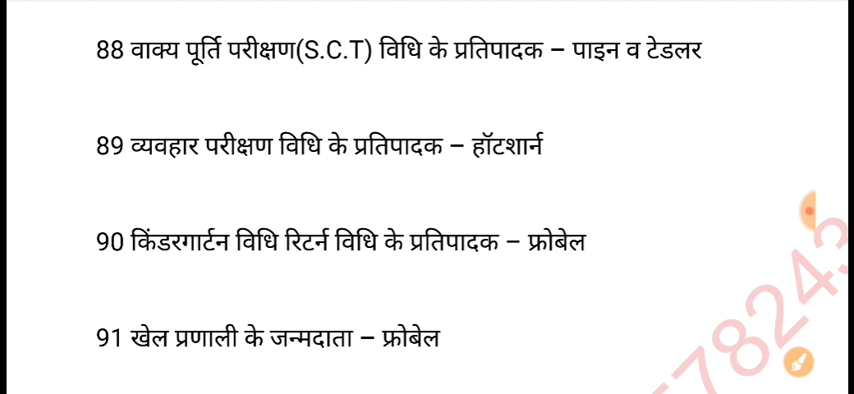 88 वाक्य पूर्ति परीक्षण(S.C.T) विधि के प्रतिपादक – पाइन व टेडलर
89 व्यवहार परीक्षण विधि के प्रतिपादक – हॉटशार्न
90 किंडरगार्टन विधि रिटर्न विधि के प्रतिपादक – फ्रोबेल
91 खेल प्रणाली के जन्मदाता – फ्रोबेल